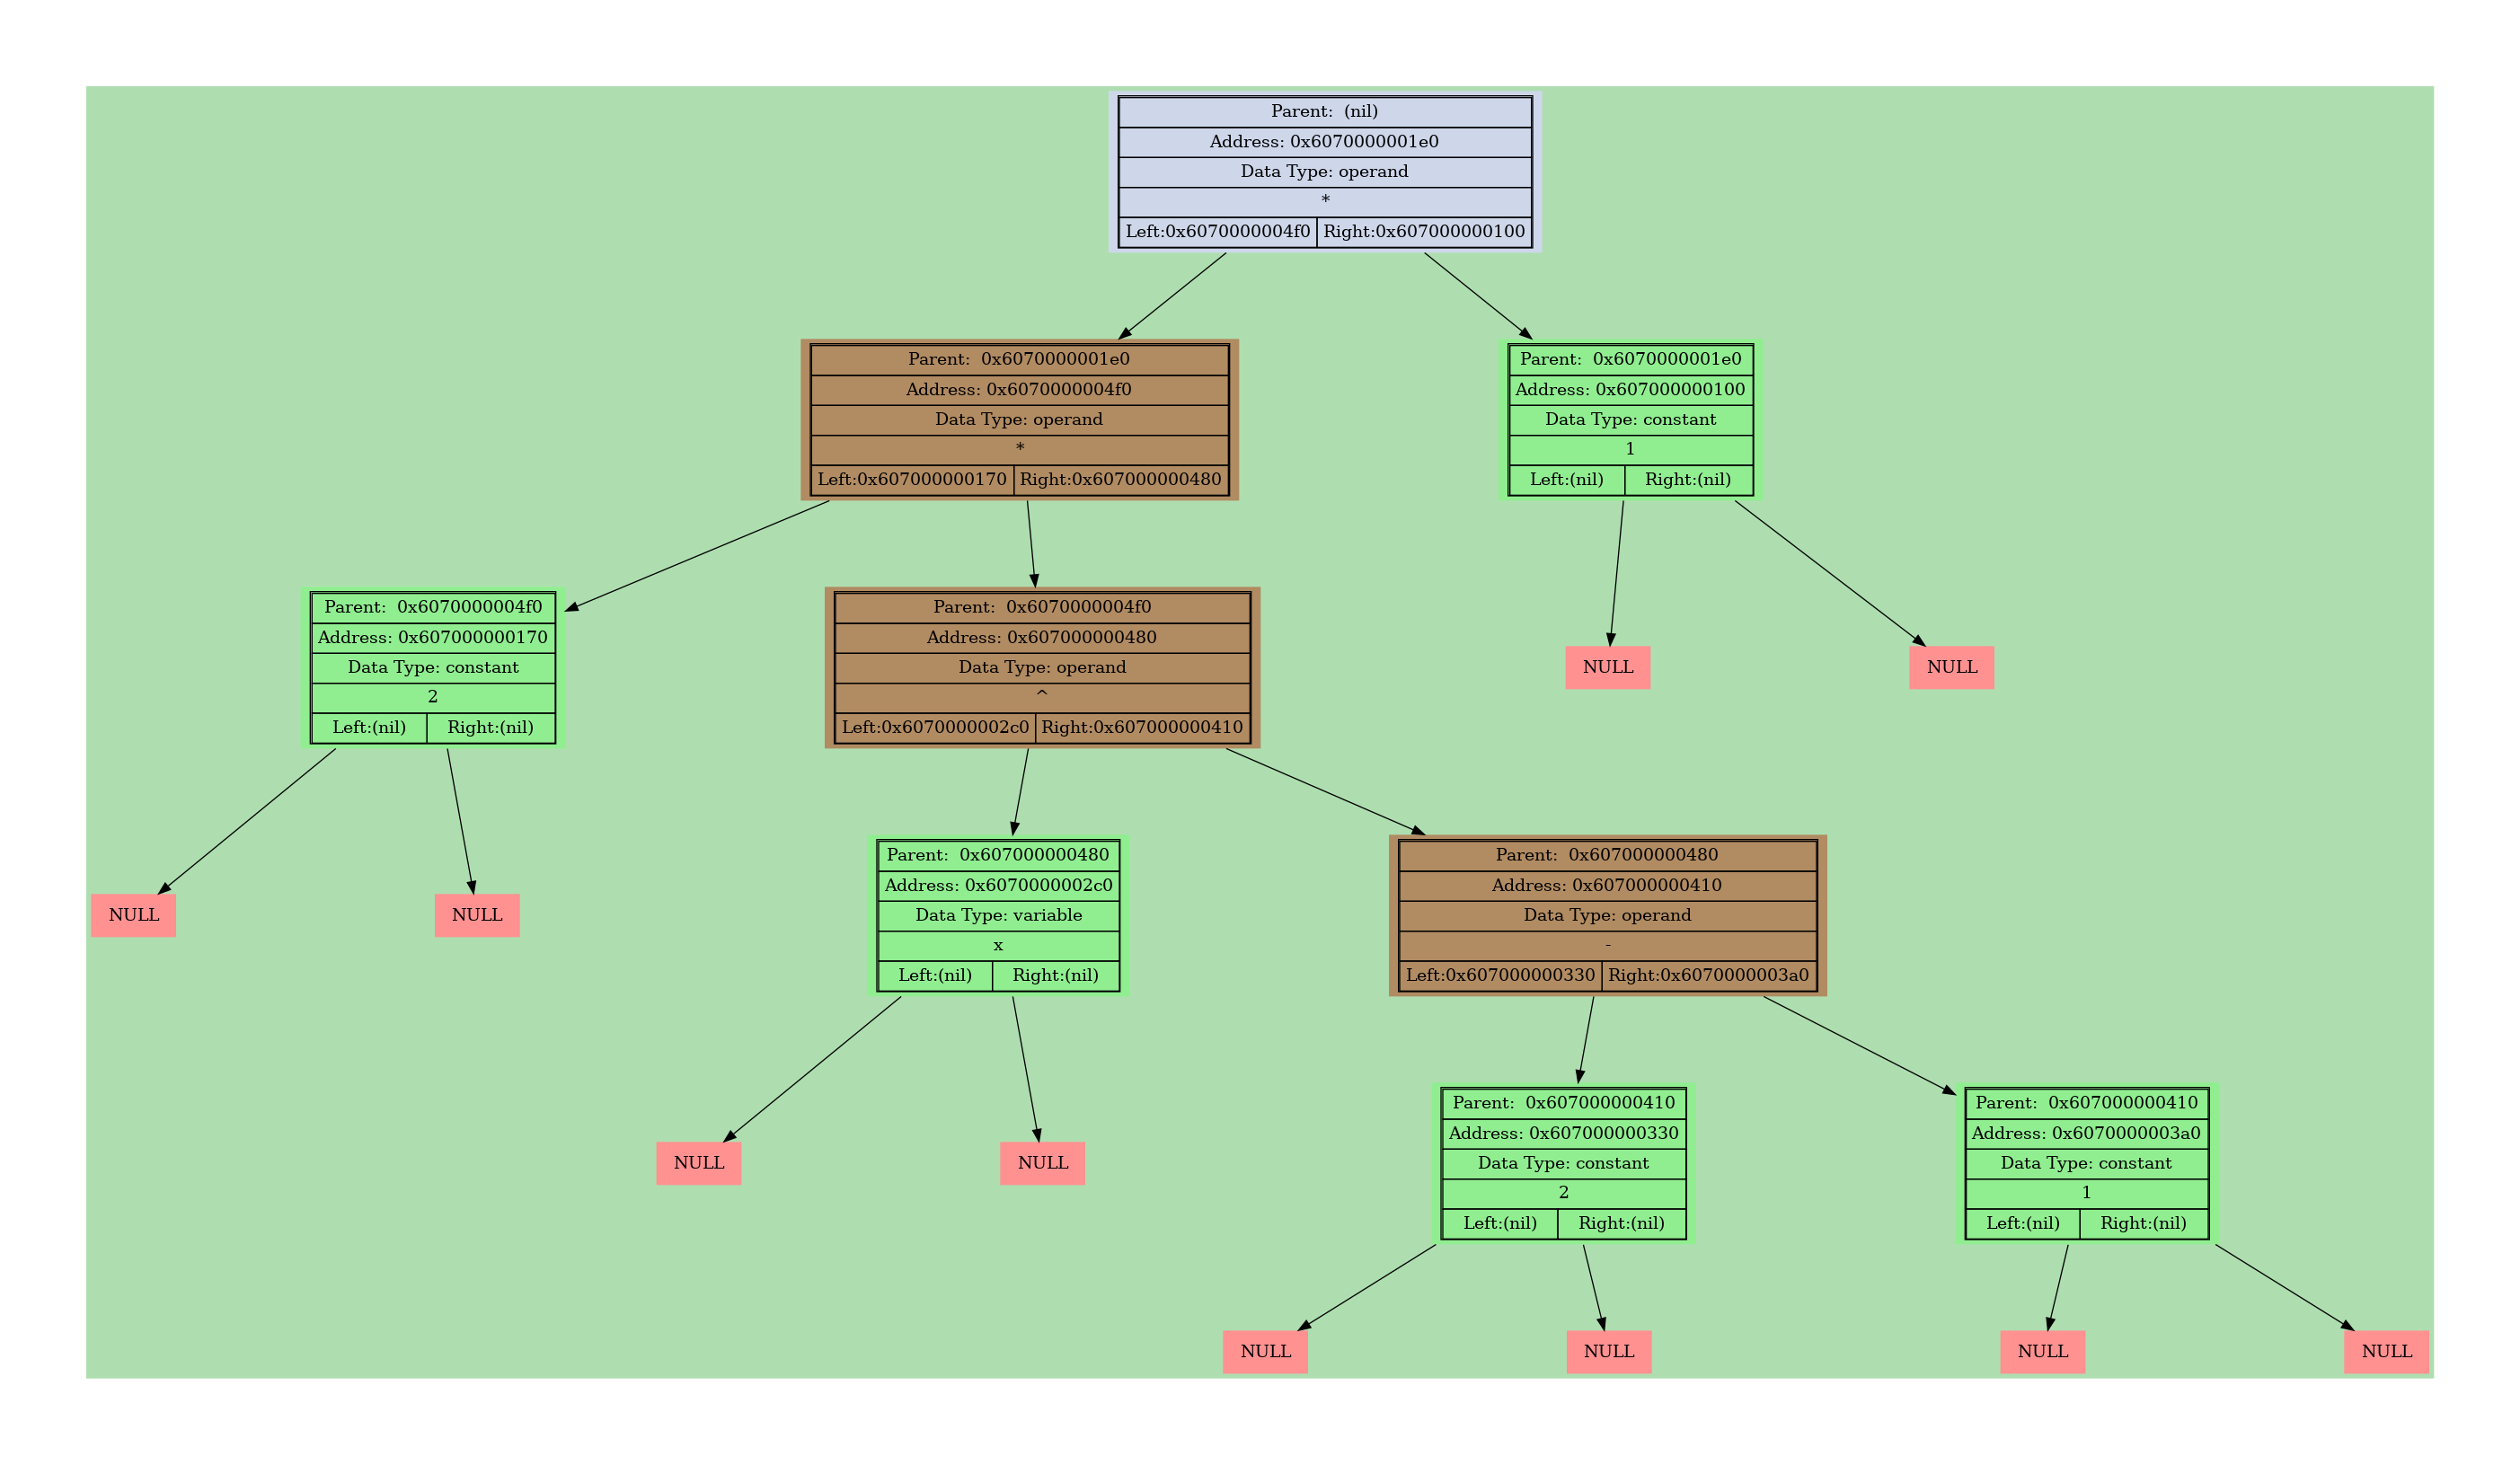 Parent:  (nil)
Address: 0x6070000001e0
Data Type: operand
*
Left:0x6070000004f0 Right:0x607000000100
Parent:  0x6070000001e0
Address: 0x6070000004f0
Data Type: operand
*
Left:0x607000000170 Right:0x607000000480
Parent:  0x6070000001e0
Address: 0x607000000100
Data Type: constant
1
Left:(nil) Right:(nil)
Parent:  0x6070000004f0
Address: 0x607000000170
Data Type: constant
2
Left:(nil) Right:(nil)
Parent:  0x6070000004f0
Address: 0x607000000480
Data Type: operand
^
Left:0x6070000002c0 Right:0x607000000410
NULL
NULL
NULL
NULL
Parent:  0x607000000480
Address: 0x6070000002c0
Data Type: variable
x
Left:(nil) Right:(nil)
Parent:  0x607000000480
Address: 0x607000000410
Data Type: operand
-
Left:0x607000000330 Right:0x6070000003a0
NULL
NULL
Parent:  0x607000000410
Address: 0x607000000330
Data Type: constant
2
Left:(nil) Right:(nil)
Parent:  0x607000000410
Address: 0x6070000003a0
Data Type: constant
1
Left:(nil) Right:(nil)
NULL
NULL
NULL
NULL